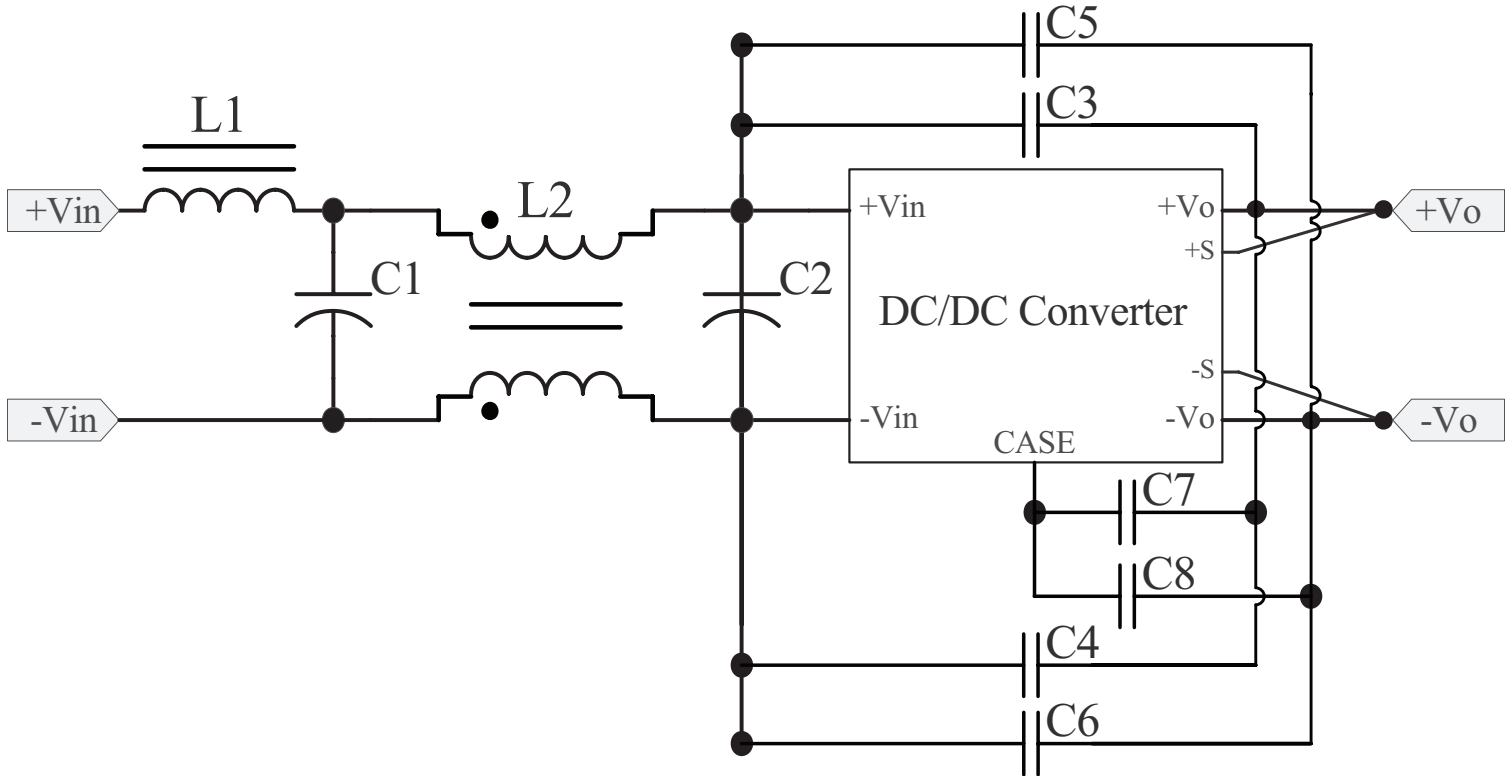 C5
C3
L1
L2
+Vin
+Vin
+Vo
+Vo
+S
C1
C2
DC/DC Converter
-S
-Vin
-Vin
-Vo
-Vo
CASE
C7
C8
C4
C6